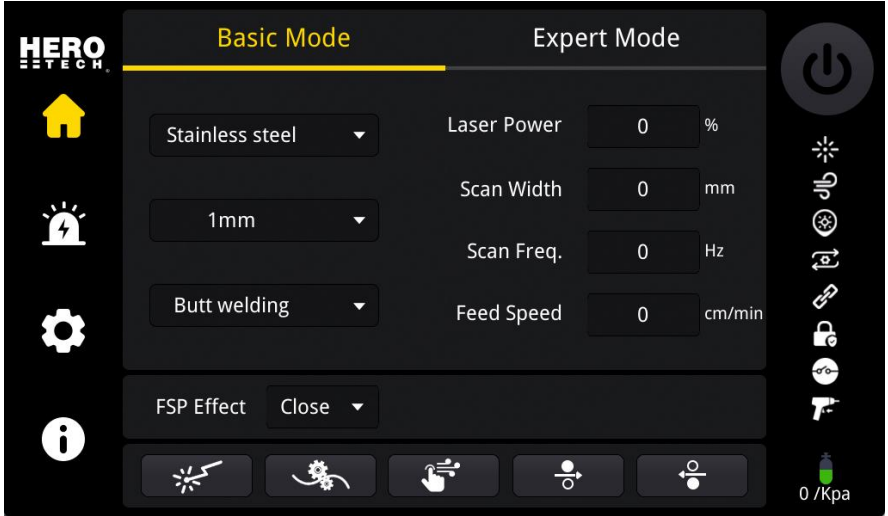 HERO
TECH
Basic Mode
Expert Mode
Stainless steel
1mm
Butt welding
Laser Power 0 %
Scan Width 0 mm
Scan Freq. 0 Hz
Feed Speed 0 cm/min
FSP Effect Close
0 /Kpa